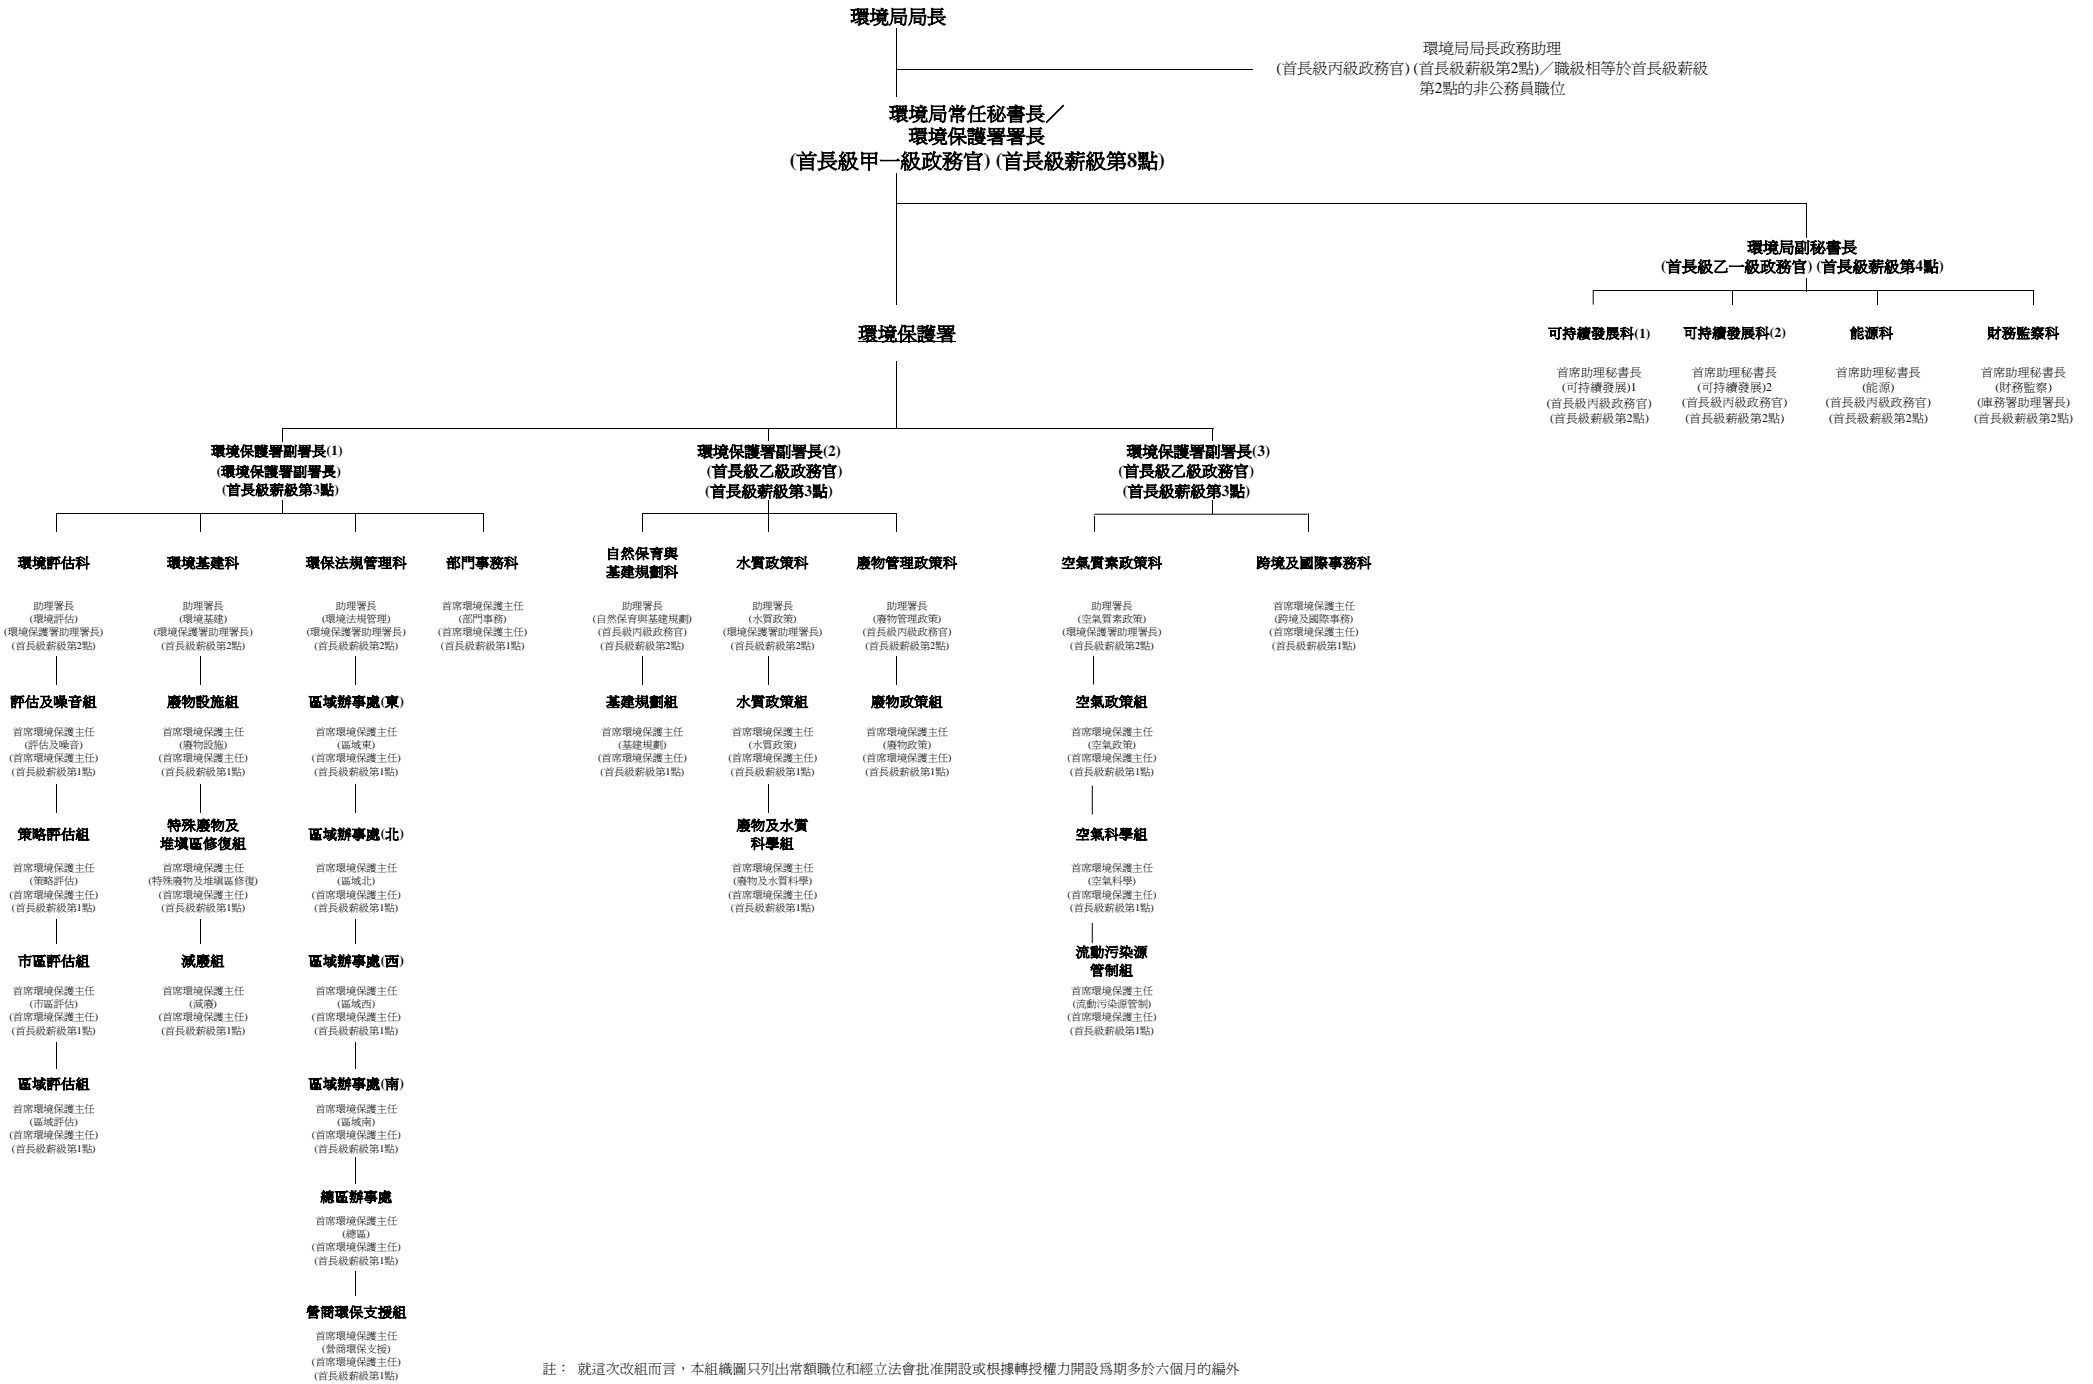 環境局局長
環境局局長政務助理
(首長級丙級政務官) (首長級薪級第2點)／職級相等於首長級薪級
第2點的非公務員職位
環境局常任秘書長／
環境保護署署長
(首長級甲一級政務官) (首長級薪級第8點)
環境局副秘書長
(首長級乙一級政務官) (首長級薪級第4點)
環境保護署
可持續發展科(1)
首席助理秘書長
(可持續發展)1
(首長級丙級政務官)
(首長級薪級第2點)
可持續發展科(2)
首席助理秘書長
(可持續發展)2
(首長級丙級政務官)
(首長級薪級第2點)
能源科
首席助理秘書長
(能源)
(首長級丙級政務官)
(首長級薪級第2點)
財務監察科
首席助理秘書長
(財務監察)
(庫務署助理署長)
(首長級薪級第2點)
環境保護署副署長(1)
(環境保護署副署長)
(首長級薪級第3點)
環境保護署副署長(2)
(首長級乙級政務官)
(首長級薪級第3點)
環境保護署副署長(3)
(首長級乙級政務官)
(首長級薪級第3點)
環境評估科
助理署長
(環境評估)
(環境保護署助理署長)
(首長級薪級第2點)
評估及噪音組
首席環境保護主任
(評估及噪音)
(首席環境保護主任)
(首長級薪級第1點)
策略評估組
首席環境保護主任
(策略評估)
(首席環境保護主任)
(首長級薪級第1點)
市區評估組
首席環境保護主任
(市區評估)
(首席環境保護主任)
(首長級薪級第1點)
區域評估組
首席環境保護主任
(區域評估)
(首席環境保護主任)
(首長級薪級第1點)
環境基建科
助理署長
(環境基建)
(環境保護署助理署長)
(首長級薪級第2點)
廢物設施組
首席環境保護主任
(廢物設施)
(首席環境保護主任)
(首長級薪級第1點)
特殊廢物及
堆塡區修復組
首席環境保護主任
(特殊廢物及堆塡區修復)
(首席環境保護主任)
(首長級薪級第1點)
減廢組
首席環境保護主任
(減廢)
(首席環境保護主任)
(首長級薪級第1點)
環保法規管理科
助理署長
(環境法規管理)
(環境保護署助理署長)
(首長級薪級第2點)
區域辦事處(東)
首席環境保護主任
(區域東)
(首席環境保護主任)
(首長級薪級第1點)
區域辦事處(北)
首席環境保護主任
(區域北)
(首席環境保護主任)
(首長級薪級第1點)
區域辦事處(西)
首席環境保護主任
(區域西)
(首席環境保護主任)
(首長級薪級第1點)
區域辦事處(南)
首席環境保護主任
(區域南)
(首席環境保護主任)
(首長級薪級第1點)
總區辦事處
首席環境保護主任
(總區)
(首席環境保護主任)
(首長級薪級第1點)
營商環保支援組
首席環境保護主任
(營商環保支援)
(首席環境保護主任)
(首長級薪級第1點)
部門事務科
首席環境保護主任
(部門事務)
(首席環境保護主任)
(首長級薪級第1點)
自然保育與
基建規劃科
助理署長
(自然保育與基建規劃)
(首長級丙級政務官)
(首長級薪級第2點)
基建規劃組
首席環境保護主任
(基建規劃)
(首席環境保護主任)
(首長級薪級第1點)
水質政策科
助理署長
(水質政策)
(環境保護署助理署長)
(首長級薪級第2點)
水質政策組
首席環境保護主任
(水質政策)
(首席環境保護主任)
(首長級薪級第1點)
廢物及水質
科學組
首席環境保護主任
(廢物及水質科學)
(首席環境保護主任)
(首長級薪級第1點)
廢物管理政策科
助理署長
(廢物管理政策)
(首長級丙級政務官)
(首長級薪級第2點)
廢物政策組
首席環境保護主任
(廢物政策)
(首席環境保護主任)
(首長級薪級第1點)
空氣質素政策科
助理署長
(空氣質素政策)
(環境保護署助理署長)
(首長級薪級第2點)
空氣政策組
首席環境保護主任
(空氣政策)
(首席環境保護主任)
(首長級薪級第1點)
空氣科學組
首席環境保護主任
(空氣科學)
(首席環境保護主任)
(首長級薪級第1點)
流動污染源
管制組
首席環境保護主任
(流動污染源管制)
(首席環境保護主任)
(首長級薪級第1點)
跨境及國際事務科
首席環境保護主任
(跨境及國際事務)
(首席環境保護主任)
(首長級薪級第1點)
註： 就這次改組而言，本組織圖只列出常額職位和經立法會批准開設或根據轉授權力開設爲期多於六個月的編外